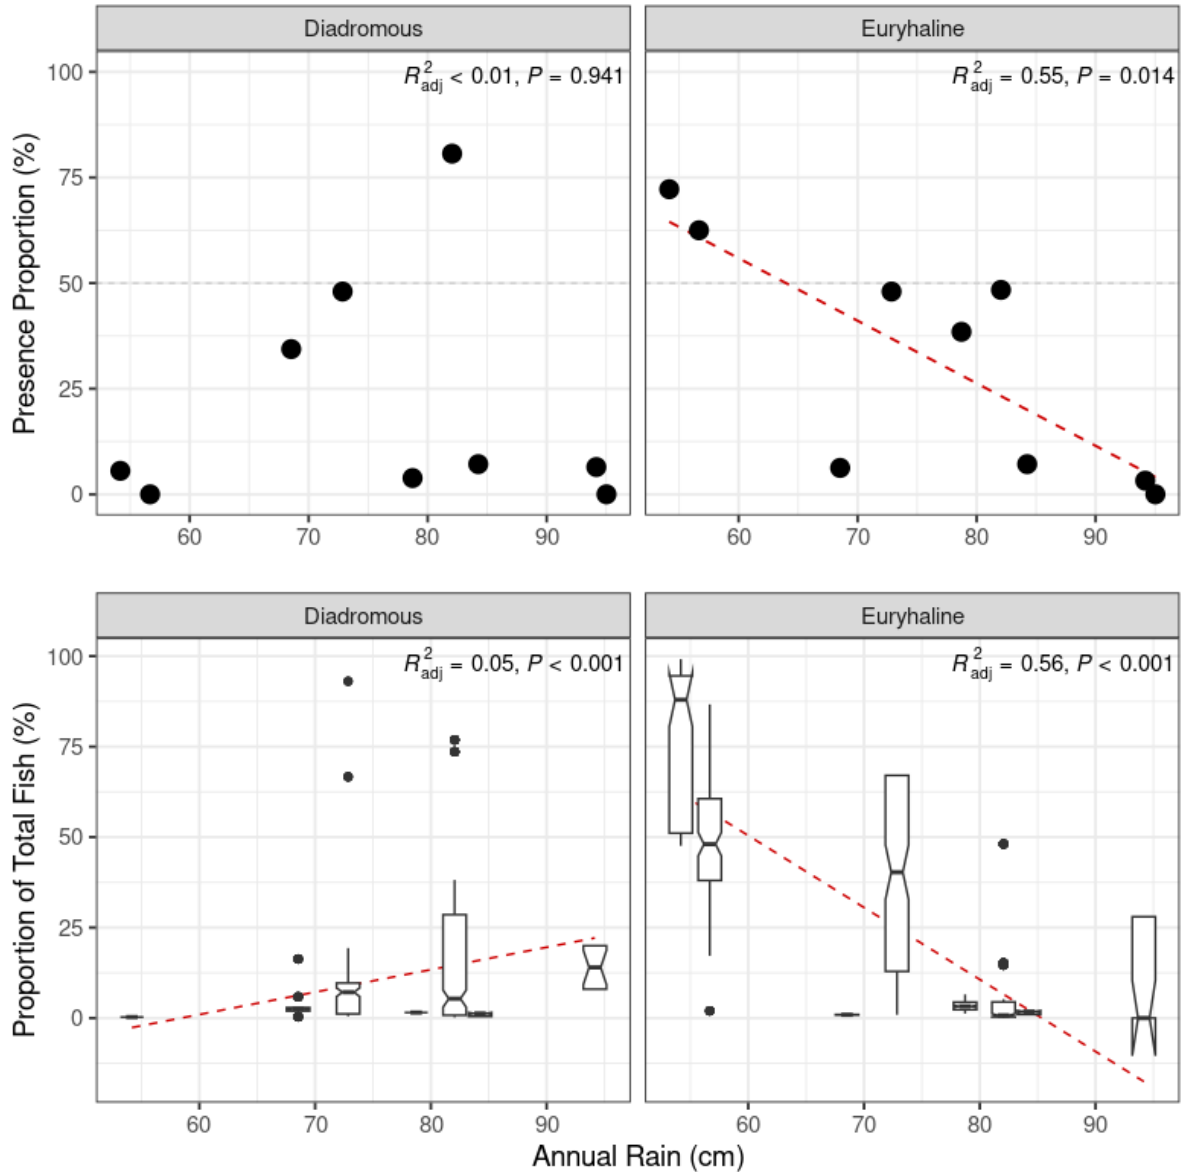 Diadromous Euryhaline
R²adj < 0.01, P = 0.941 R²adj = 0.55, P = 0.014
Presence Proportion (%)
100
75
50
25
0
60 70 80 90 60 70 80 90
Diadromous Euryhaline
R²adj = 0.05, P < 0.001 R²adj = 0.56, P < 0.001
Proportion of Total Fish (%)
100
75
50
25
0
60 70 80 90 60 70 80 90
Annual Rain (cm)